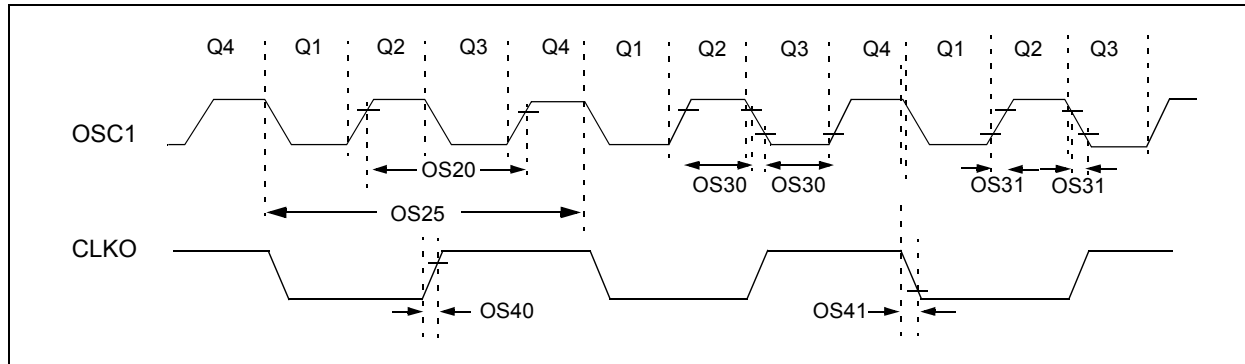 Q4 Q1 Q2 Q3 Q4 Q1 Q2 Q3 Q4 Q1 Q2 Q3
OSC1
OS20
OS30 OS30
OS31 OS31
OS25
CLKO
OS40
OS41